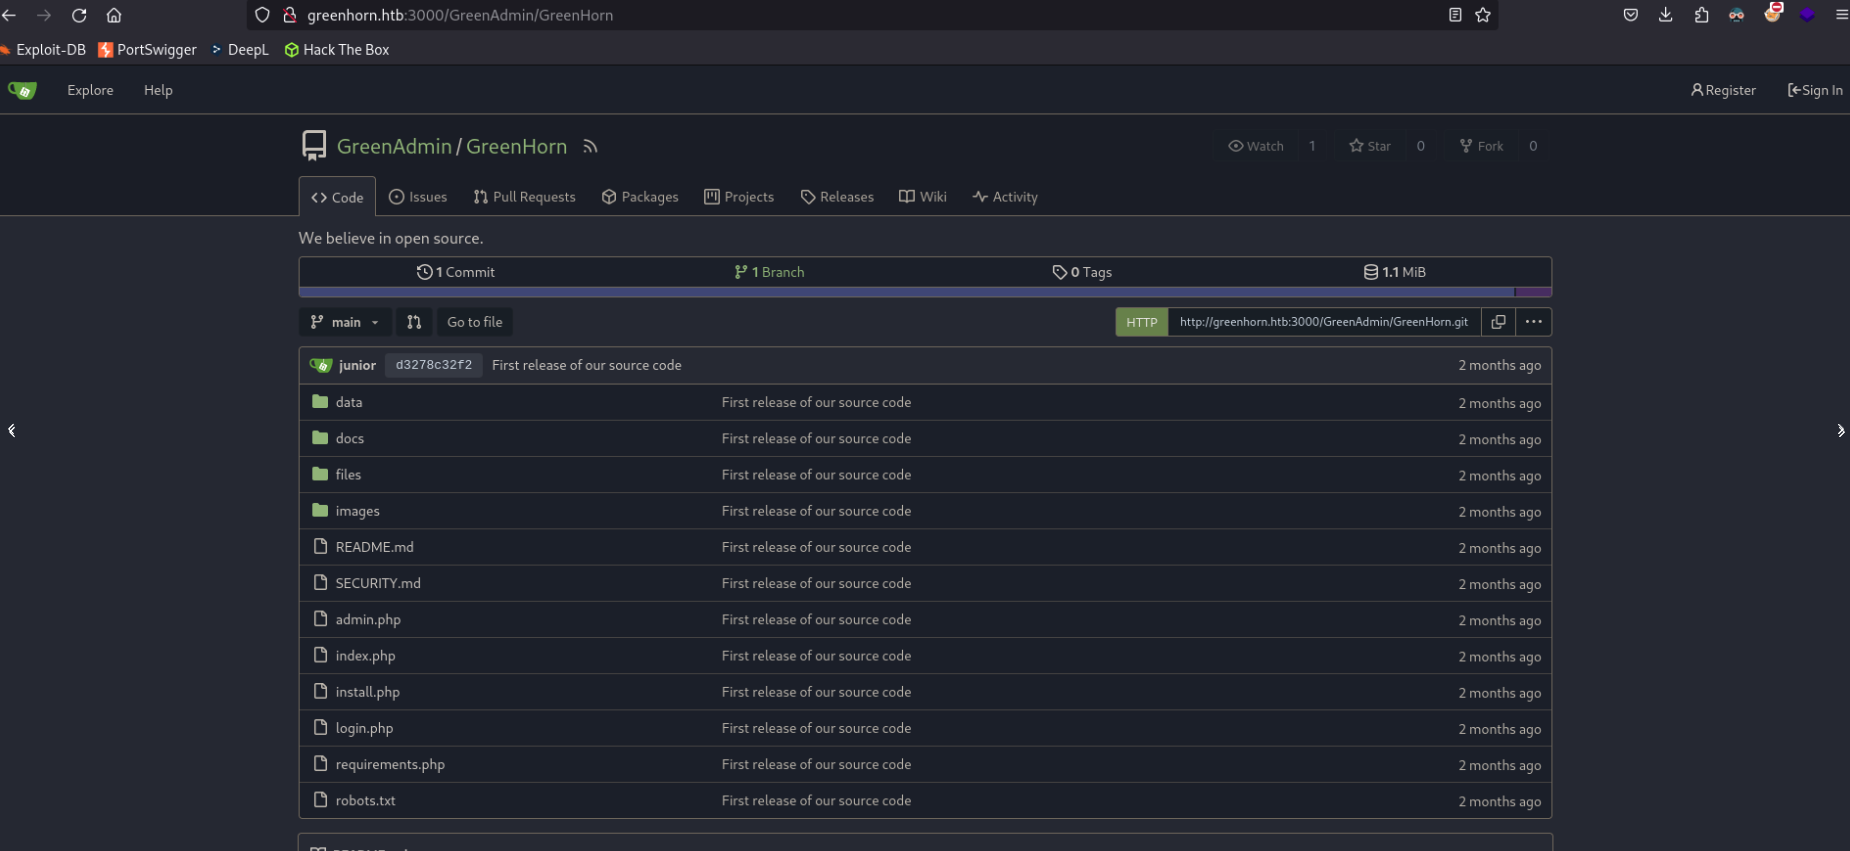 greenhorn.htb:3000/GreenAdmin/GreenHorn
Exploit-DB PortSwigger DeepL Hack The Box
Explore Help Register Sign In
GreenAdmin / GreenHorn Watch 1 Star 0 Fork 0
Code Issues Pull Requests Packages Projects Releases Wiki Activity
We believe in open source.
1 Commit 1 Branch 0 Tags 1.1 MiB
main Go to file HTTP http://greenhorn.htb:3000/GreenAdmin/GreenHorn.git
junior d3278c32f2 First release of our source code 2 months ago
data First release of our source code 2 months ago
docs First release of our source code 2 months ago
files First release of our source code 2 months ago
images First release of our source code 2 months ago
README.md First release of our source code 2 months ago
SECURITY.md First release of our source code 2 months ago
admin.php First release of our source code 2 months ago
index.php First release of our source code 2 months ago
install.php First release of our source code 2 months ago
login.php First release of our source code 2 months ago
requirements.php First release of our source code 2 months ago
robots.txt First release of our source code 2 months ago